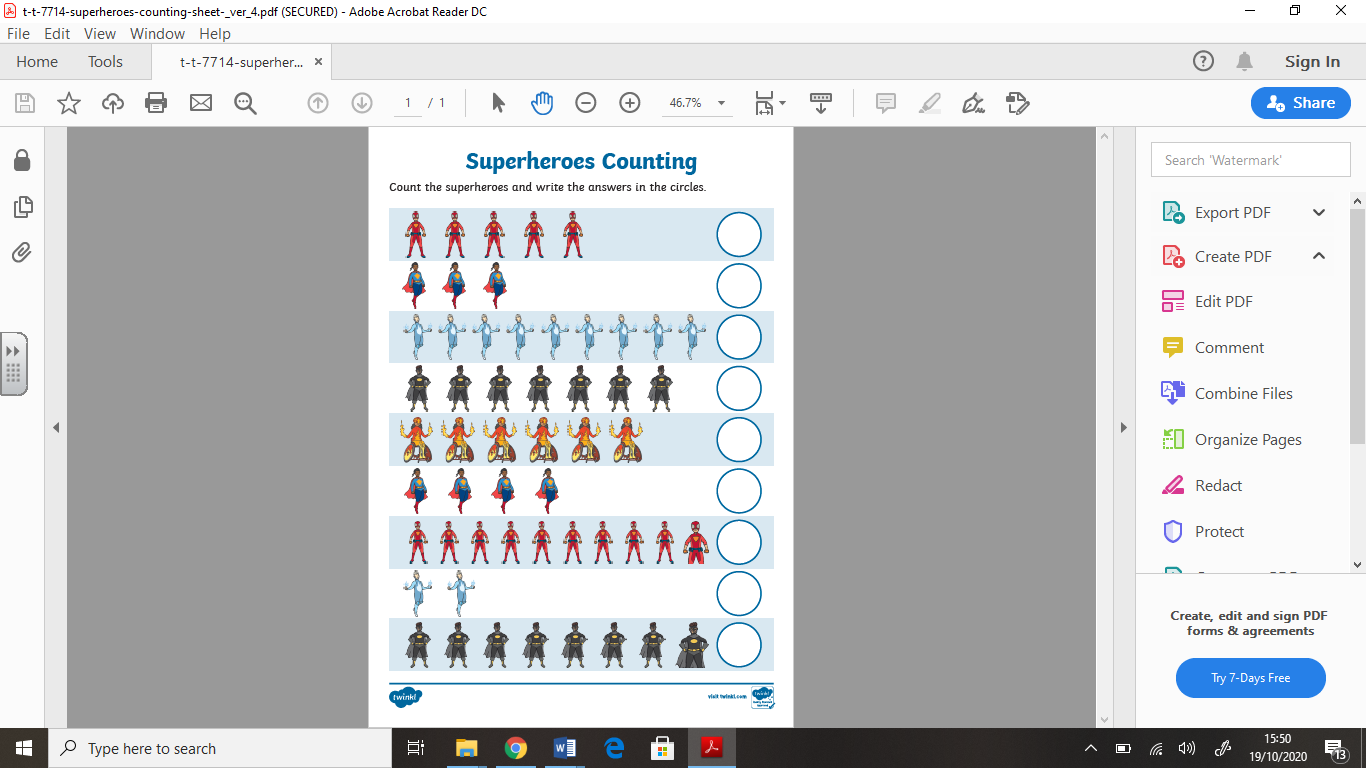 t-t-7714-superheroes-counting-sheet-_ver_4.pdf (SECURED) - Adobe Acrobat Reader DC
File Edit View Window Help
Home Tools t-t-7714-superher... × Sign In
1 / 1 46.7% Share
Superheroes Counting
Count the superheroes and write the answers in the circles.
twinkl
visit twinkl.com
twinkl
Search 'Watermark'
Export PDF
Create PDF
Edit PDF
Comment
Combine Files
Organize Pages
Redact
Protect
Create, edit and sign PDF
forms & agreements
Try 7-Days Free
Type here to search
15:50
19/10/2020
13